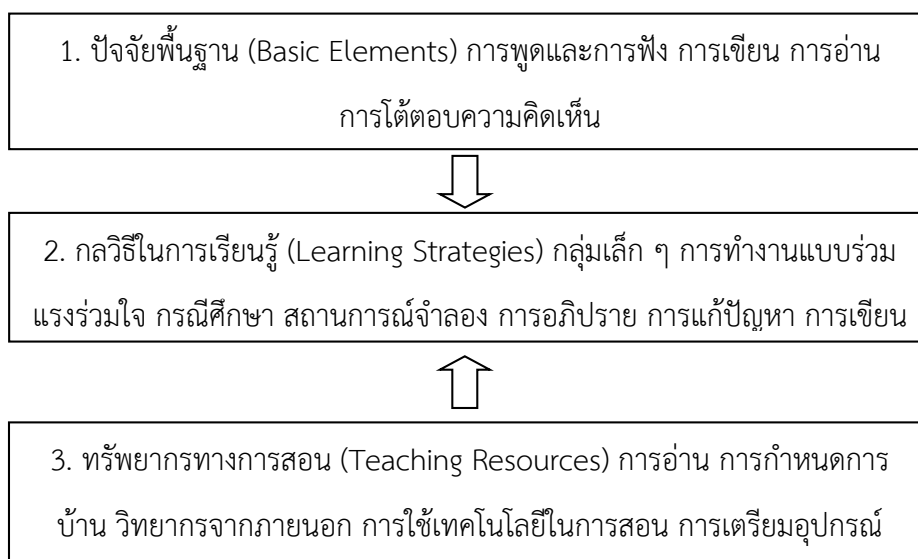 1. ปัจจัยพื้นฐาน (Basic Elements) การพูดและการฟัง การเขียน การอ่าน
การโต้ตอบความคิดเห็น
2. กลวิธีในการเรียนรู้ (Learning Strategies) กลุ่มเล็ก ๆ การทำงานแบบร่วม
แรงร่วมใจ กรณีศึกษา สถานการณ์จำลอง การอภิปราย การแก้ปัญหา การเขียน
3. ทรัพยากรทางการสอน (Teaching Resources) การอ่าน การกำหนดการ
บ้าน วิทยากรจากภายนอก การใช้เทคโนโลยีในการสอน การเตรียมอุปกรณ์